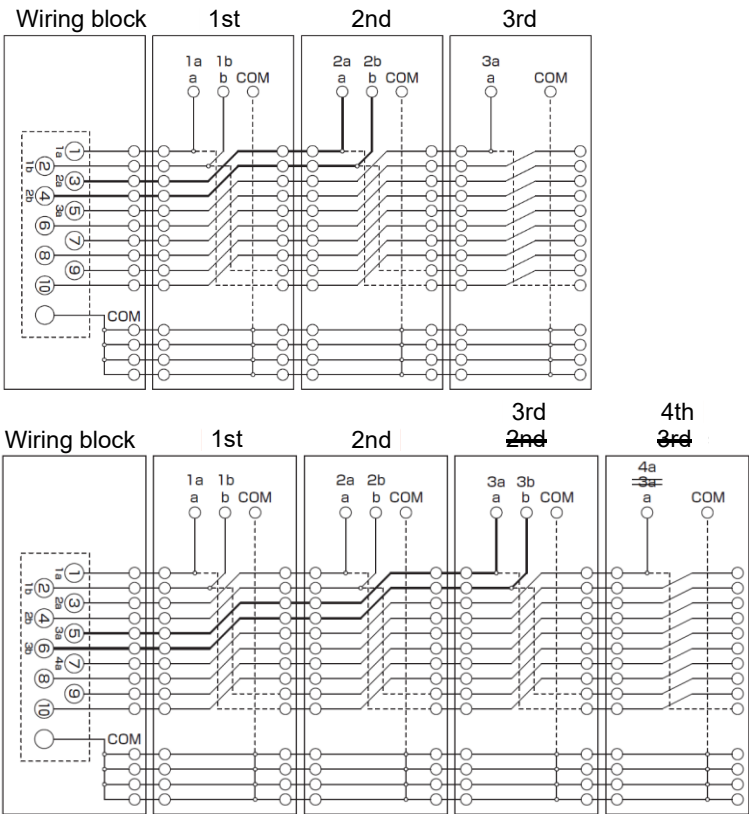 Wiring block 1st 2nd 3rd
1a 1b 2a 2b 3a
a b COM a b COM a COM
1a 1
1b 2
2a 3
2b 4
3a 5
6
7
8
9
10
COM
3rd 4th
Wiring block 1st 2nd 2nd 3rd
4a
1a 1b 2a 2b 3a 3b 3a
a b COM a b COM a b COM a COM
1a 1
1b 2
2a 3
2b 4
3a 5
3b 6
4a 7
8
9
10
COM